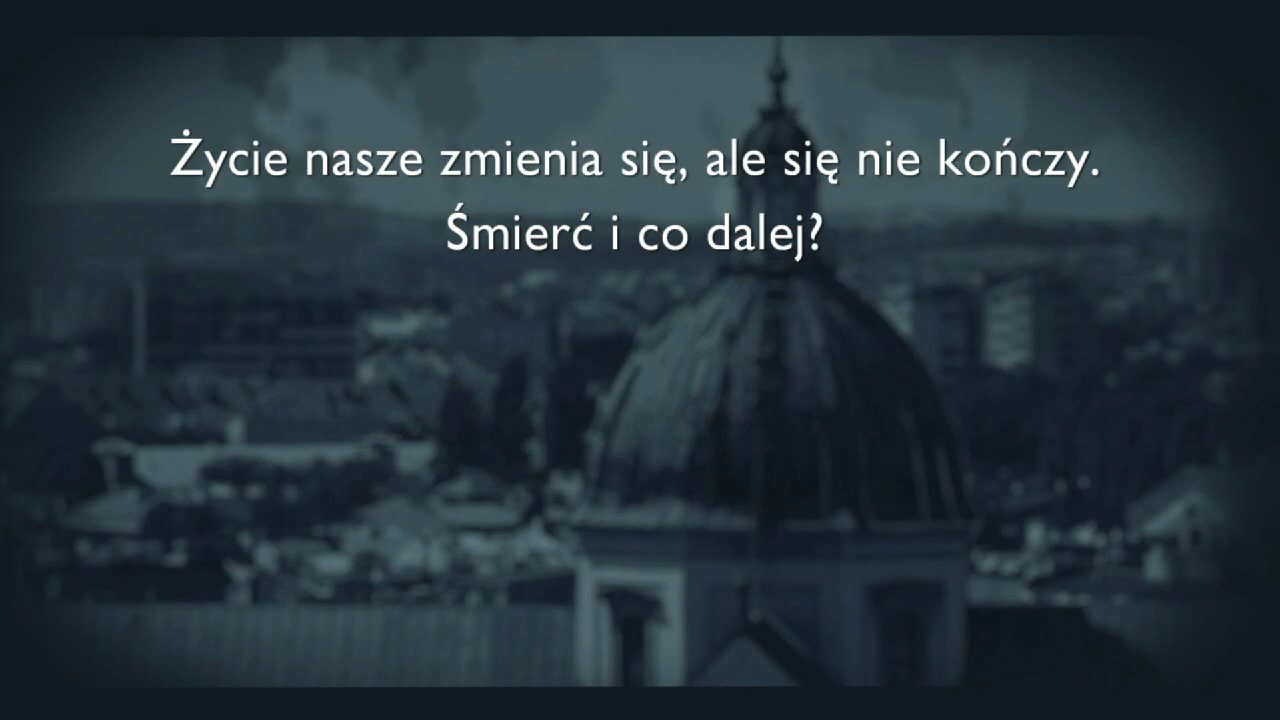 Życie nasze zmienia się, ale się nie kończy.
Śmierć i co dalej?